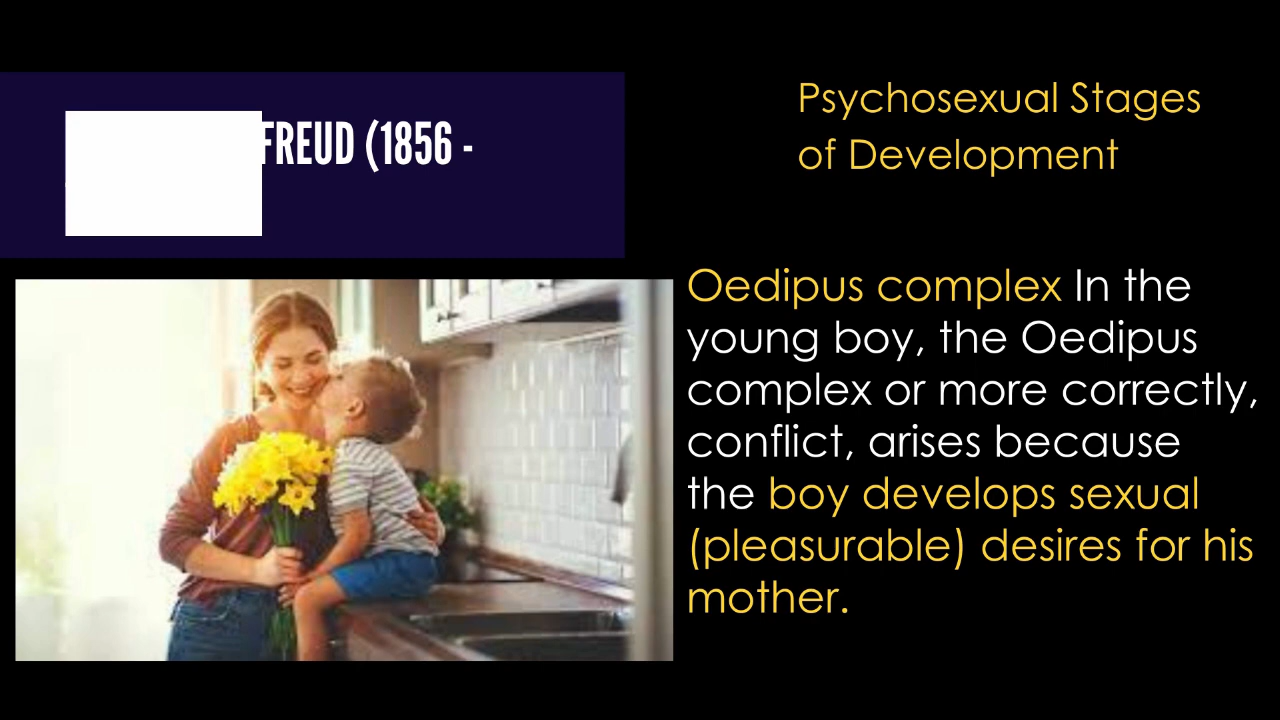 FREUD (1856 -
Psychosexual Stages
of Development
Oedipus complex In the
young boy, the Oedipus
complex or more correctly,
conflict, arises because
the boy develops sexual
(pleasurable) desires for his
mother.